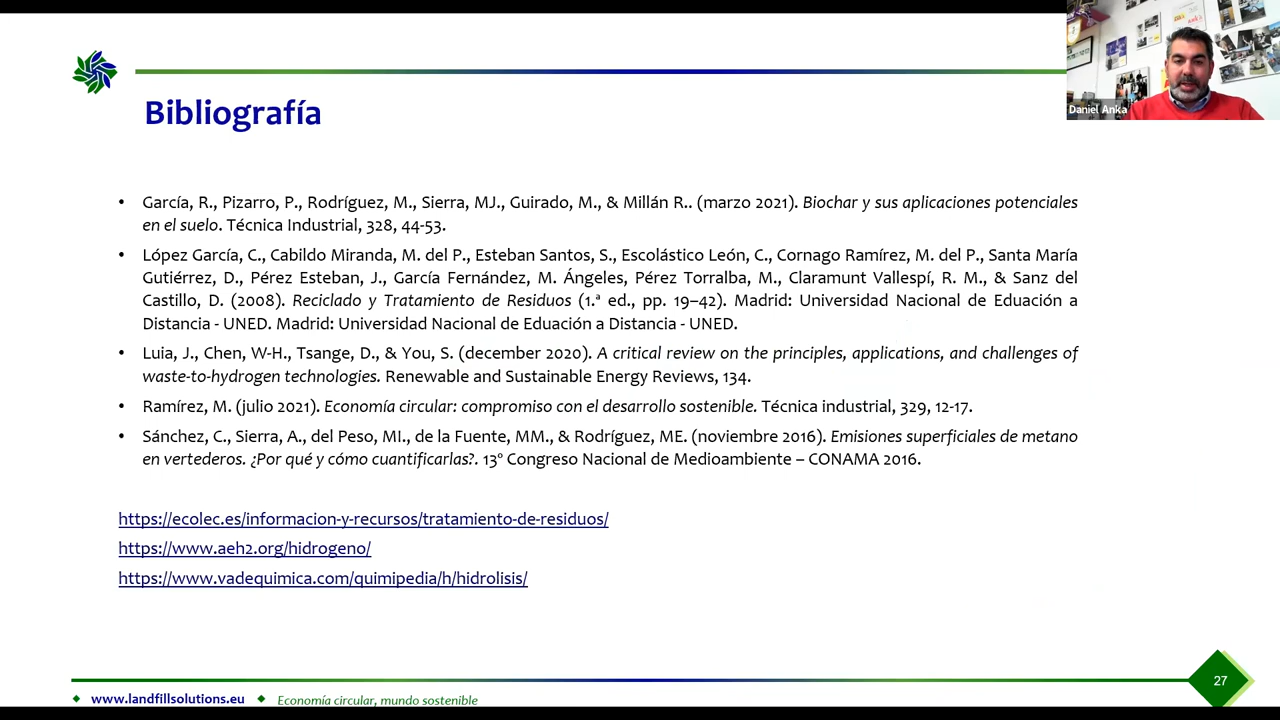 Daniel Anka
Bibliografía
• García, R., Pizarro, P., Rodríguez, M., Sierra, MJ., Guirado, M., & Millán R.. (marzo 2021). Biochar y sus aplicaciones potenciales
en el suelo. Técnica Industrial, 328, 44-53.
• López García, C., Cabildo Miranda, M. del P., Esteban Santos, S., Escolástico León, C., Cornago Ramírez, M. del P., Santa María
Gutiérrez, D., Pérez Esteban, J., García Fernández, M. Ángeles, Pérez Torralba, M., Claramunt Vallespí, R. M., & Sanz del
Castillo, D. (2008). Reciclado y Tratamiento de Residuos (1.ª ed., pp. 19–42). Madrid: Universidad Nacional de Eduación a
Distancia - UNED. Madrid: Universidad Nacional de Eduación a Distancia - UNED.
• Luia, J., Chen, W-H., Tsange, D., & You, S. (december 2020). A critical review on the principles, applications, and challenges of
waste-to-hydrogen technologies. Renewable and Sustainable Energy Reviews, 134.
• Ramírez, M. (julio 2021). Economía circular: compromiso con el desarrollo sostenible. Técnica industrial, 329, 12-17.
• Sánchez, C., Sierra, A., del Peso, MI., de la Fuente, MM., & Rodríguez, ME. (noviembre 2016). Emisiones superficiales de metano
en vertederos. ¿Por qué y cómo cuantificarlas?. 13º Congreso Nacional de Medioambiente – CONAMA 2016.
https://ecolec.es/informacion-y-recursos/tratamiento-de-residuos/
https://www.aeh2.org/hidrogeno/
https://www.vadequimica.com/quimipedia/h/hidrolisis/
27
www.landfillsolutions.eu ◆ Economía circular, mundo sostenible